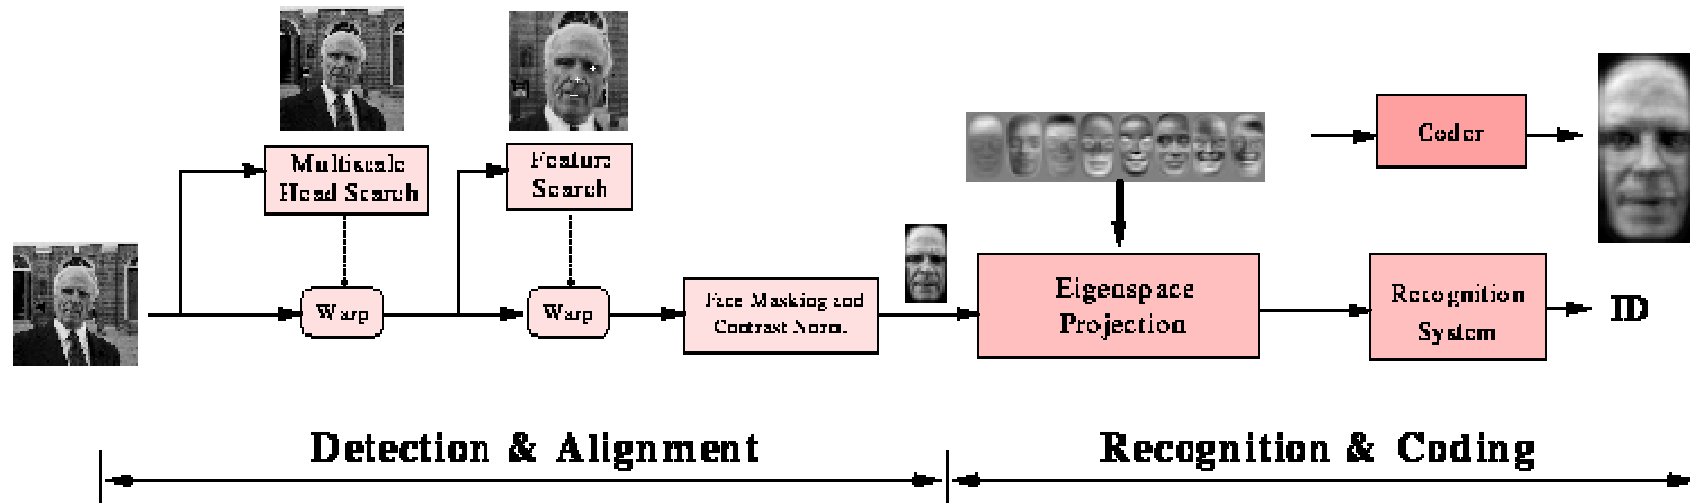 Multiscale
Head Search
Feature
Search
Coder
Warp
Warp
Face Masking and
Contrast Norm.
Eigenspace
Projection
Recognition
System
ID
Detection & Alignment
Recognition & Coding